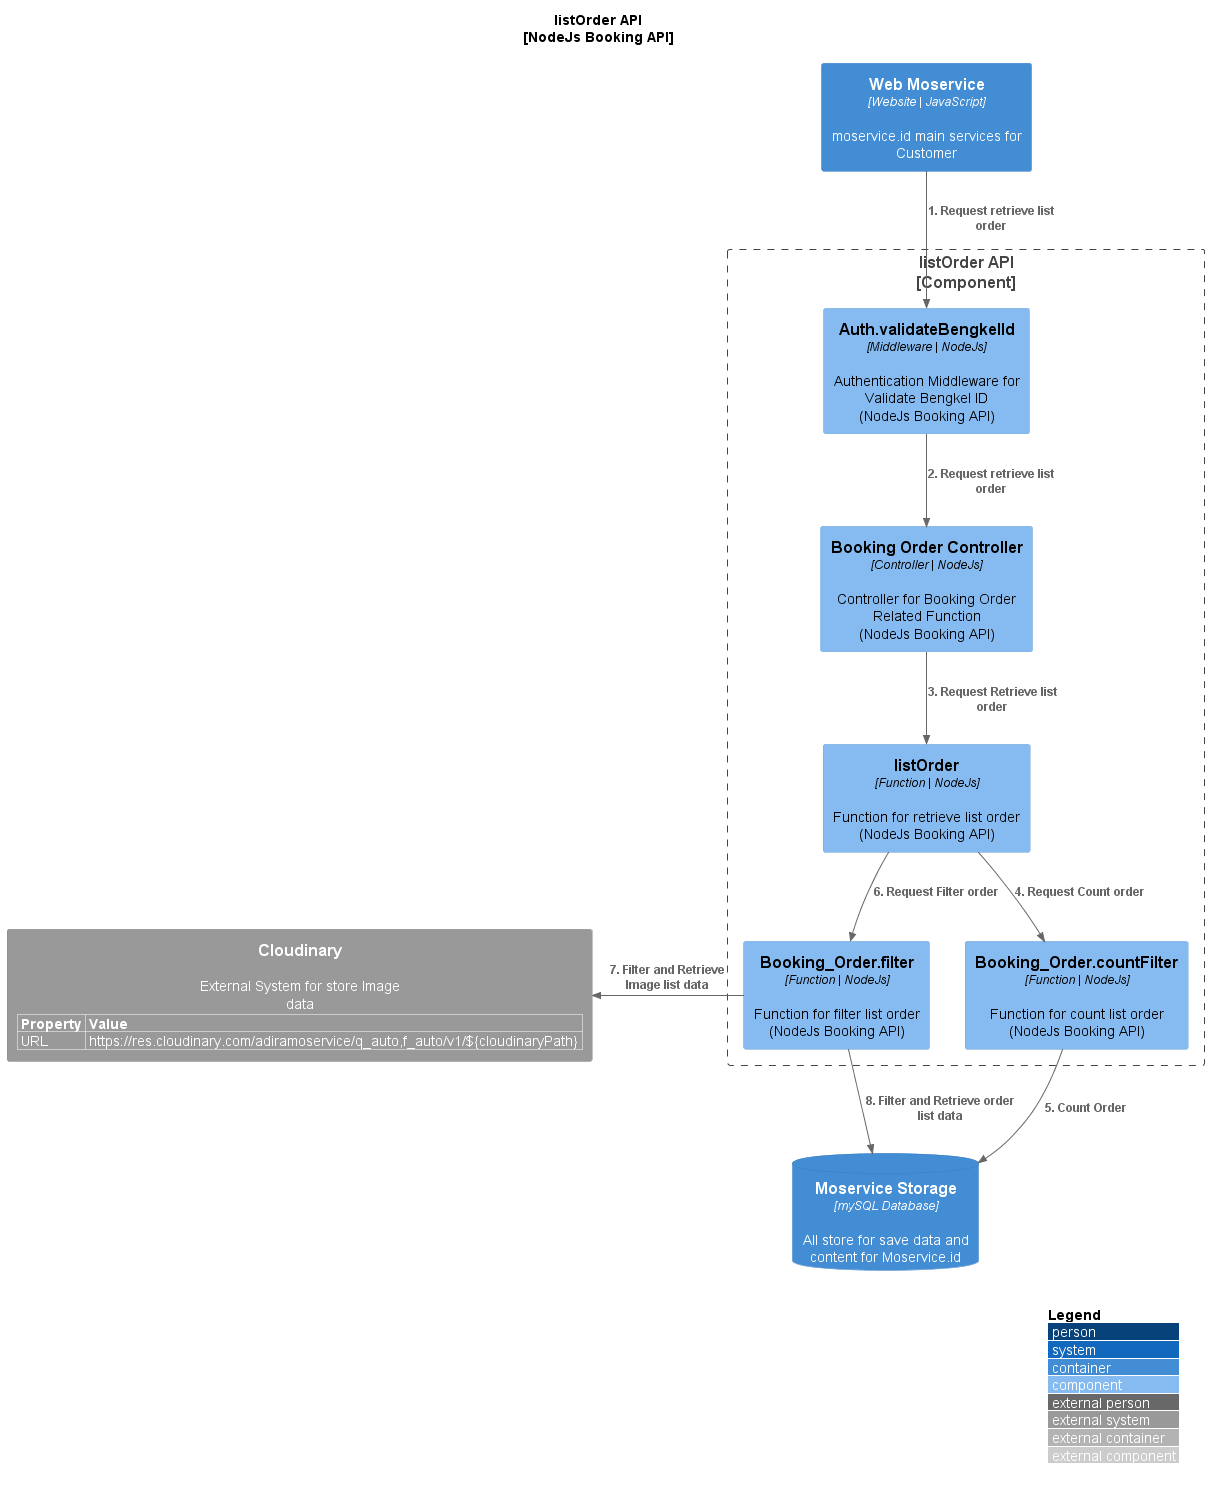 listOrder API
[NodeJs Booking API]
Web Moservice
[Website | JavaScript]
moservice.id main services for
Customer
1. Request retrieve list
order
listOrder API
[Component]
Auth.validateBengkelId
[Middleware | NodeJs]
Authentication Middleware for
Validate Bengkel ID
(NodeJs Booking API)
2. Request retrieve list
order
Booking Order Controller
[Controller | NodeJs]
Controller for Booking Order
Related Function
(NodeJs Booking API)
3. Request Retrieve list
order
listOrder
[Function | NodeJs]
Function for retrieve list order
(NodeJs Booking API)
6. Request Filter order
4. Request Count order
Cloudinary
External System for store Image
data
Property Value
URL https://res.cloudinary.com/adiramoservice/q_auto,f_auto/v1/${cloudinaryPath}
7. Filter and Retrieve
Image list data
Booking_Order.filter
[Function | NodeJs]
Function for filter list order
(NodeJs Booking API)
Booking_Order.countFilter
[Function | NodeJs]
Function for count list order
(NodeJs Booking API)
8. Filter and Retrieve order
list data
5. Count Order
Moservice Storage
[mySQL Database]
All store for save data and
content for Moservice.id
Legend
person
system
container
component
external person
external system
external container
external component